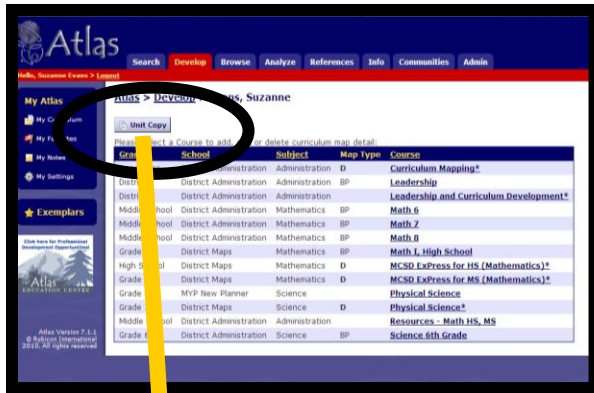 Atlas
Search Develop Browse Analyze References Info Communities Admin
Hello, Suzanne Evans > Logout
My Atlas
My Notes
My Settings
Exemplars
Click here for Professional
Development Opportunities!
Atlas
EDUCATION CENTRE
Atlas Version 7.1.1
© Rubicon International
2010. All rights reserved
Atlas > Suzanne
Unit Copy
Please select a Course to add, or delete curriculum map detail:
School Subject Map Type Course
Administration Administration D Curriculum Mapping*
District Administration Administration BP Leadership
District Administration Administration Leadership and Curriculum Development*
Middle School District Administration Mathematics BP Math 6
Middle School District Administration Mathematics BP Math 7
Middle School District Administration Mathematics BP Math 8
Grade District Maps Mathematics BP Math I, High School
High School District Maps Mathematics D MCSD ExPress for HS (Mathematics)*
Grade District Maps Mathematics D MCSD ExPress for MS (Mathematics)*
Grade MYP New Planner Science Physical Science
Grade District Maps Science D Physical Science*
Middle School District Administration Administration Resources - Math HS, MS
Grade 6 District Administration Science BP Science 6th Grade